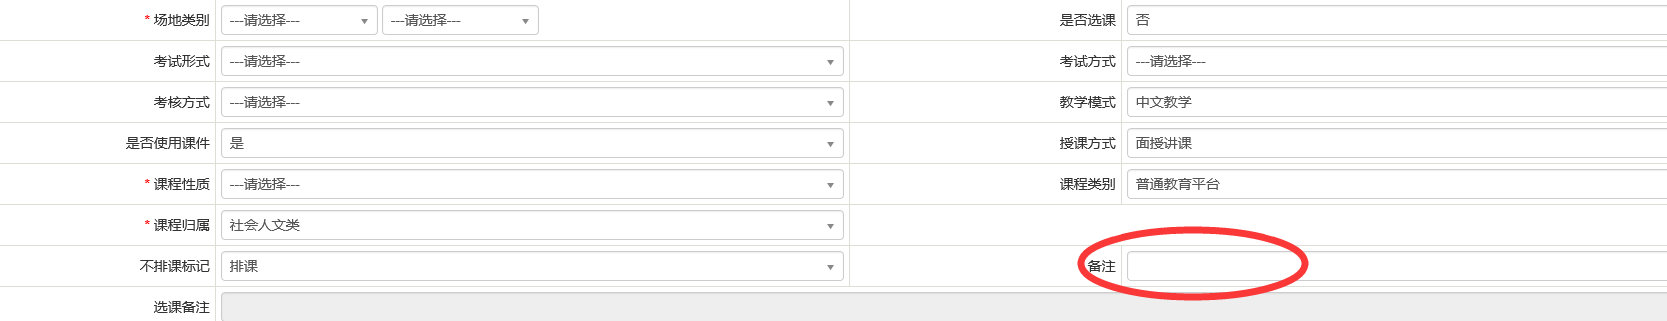 * 场地类别 ---请选择--- ---请选择--- 是否选课 否
考试形式 ---请选择--- 考试方式 ---请选择---
考核方式 ---请选择--- 教学模式 中文教学
是否使用课件 是 授课方式 面授讲课
* 课程性质 ---请选择--- 课程类别 普通教育平台
* 课程归属 社会人文类
不排课标记 排课 备注
选课备注